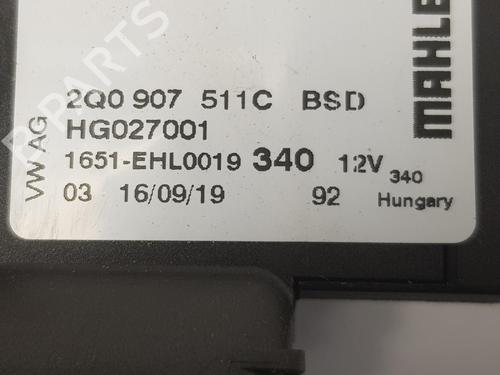 2Q0 907 511C BSD
HG027001
1651-EHL0019 340 12V 340
03 16/09/19 92 Hungary
VW AG
MAHLE
B-PARTS